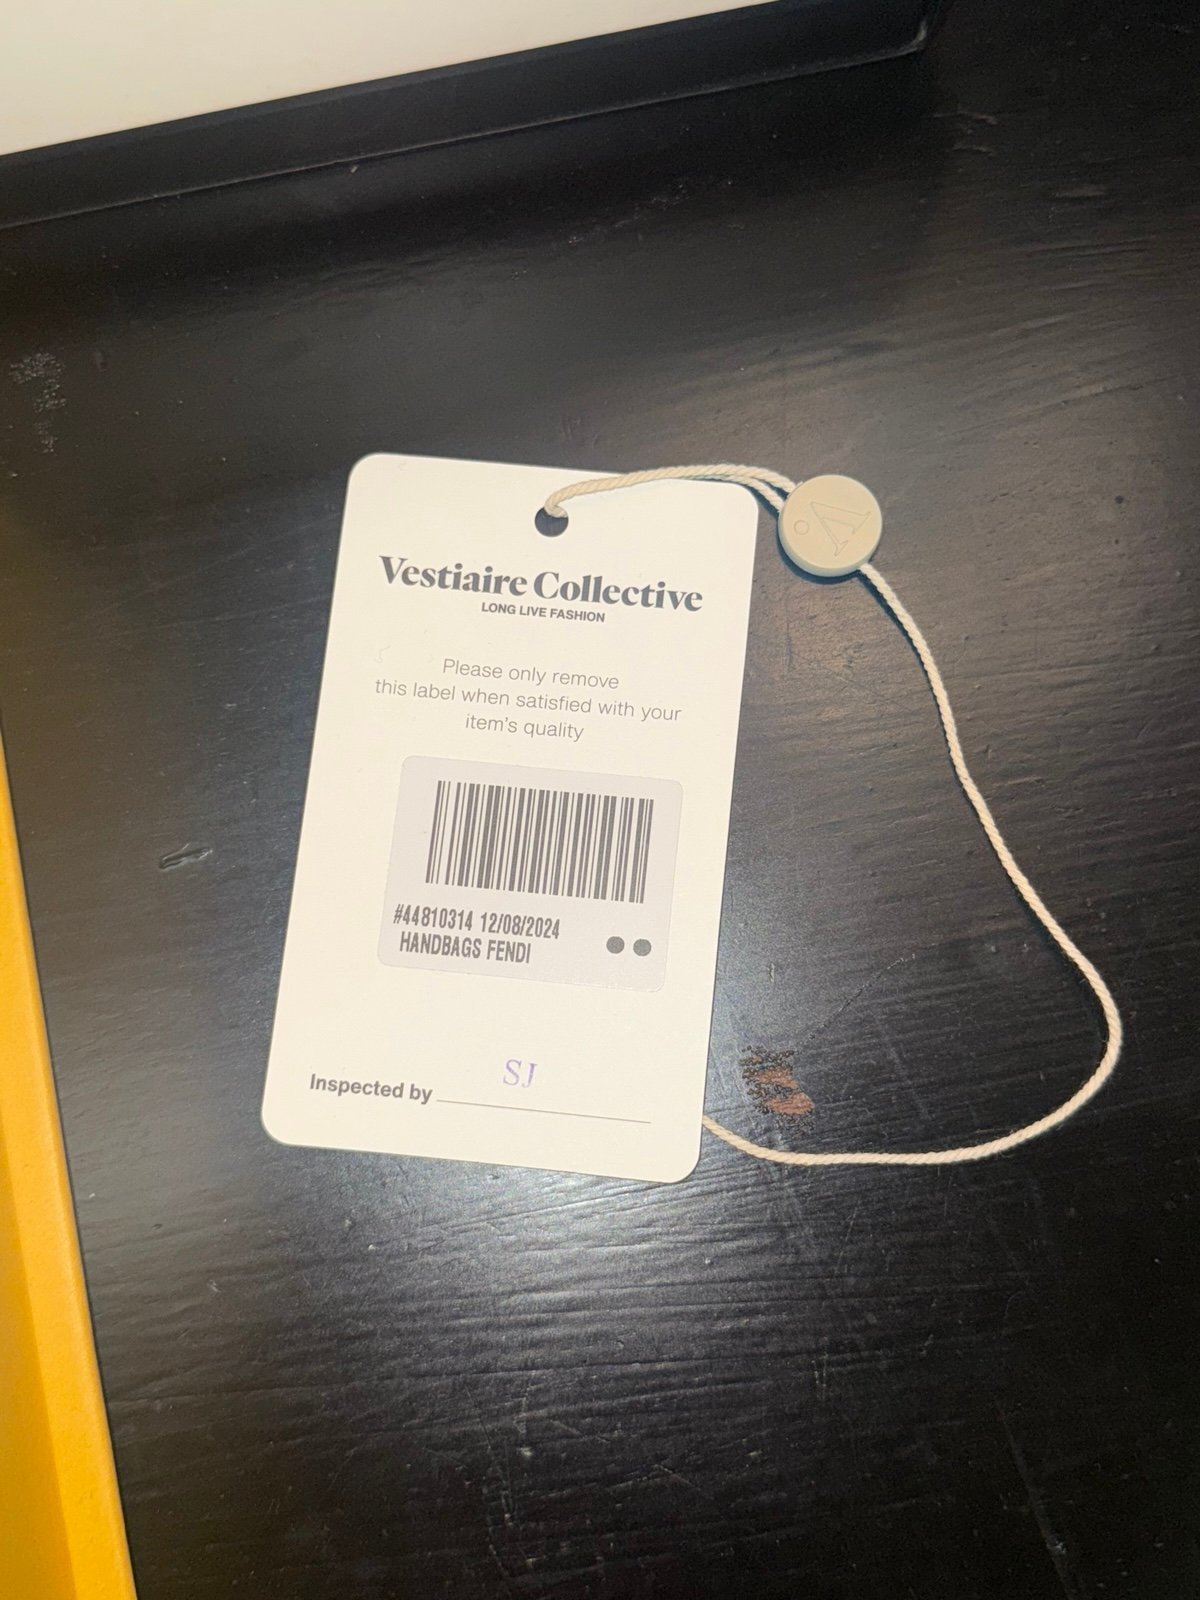 Vestiaire Collective
LONG LIVE FASHION
Please only remove
this label when satisfied with your
item's quality
#44810314 12/08/2024
HANDBAGS FENDI
SJ
Inspected by
V